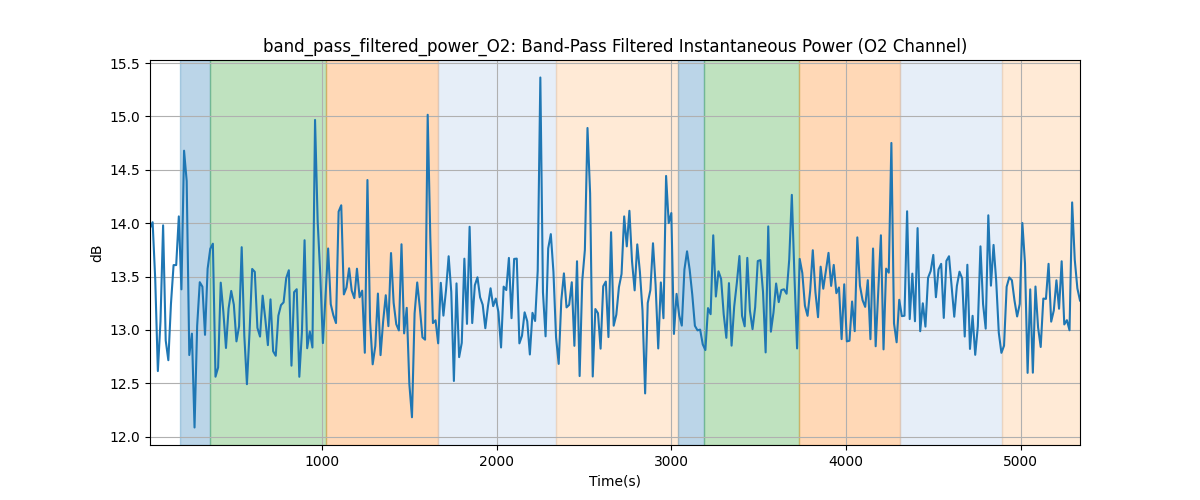 band_pass_filtered_power_O2: Band-Pass Filtered Instantaneous Power (O2 Channel)
15.5
15.0
14.5
14.0
13.5
13.0
12.5
12.0
dB
1000 2000 3000 4000 5000
Time(s)